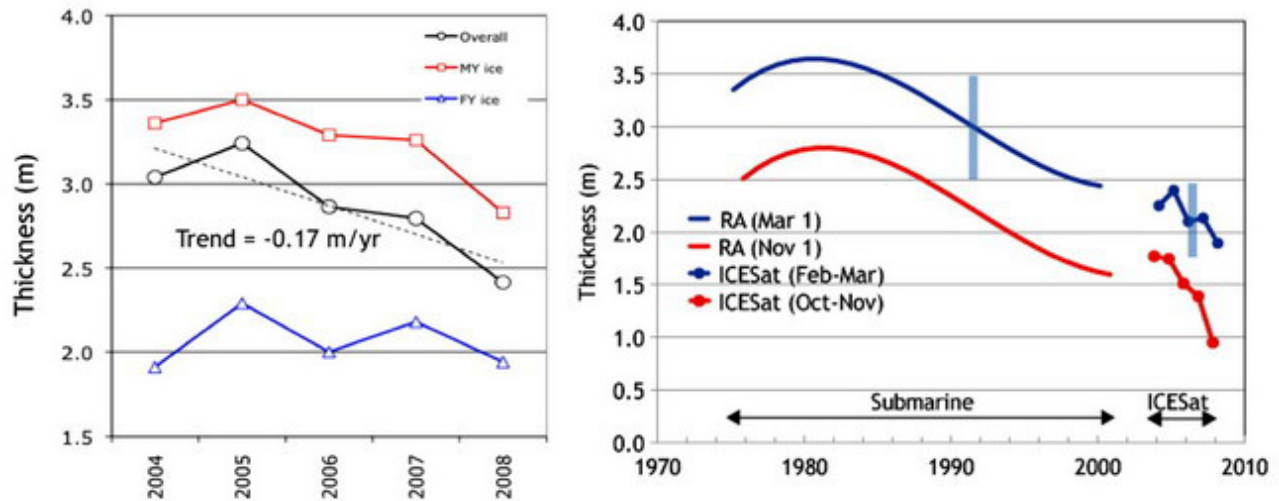 4.0
3.5
3.0
2.5
2.0
1.5
Thickness (m)
Overall
MY ice
FY ice
Trend = -0.17 m/yr
2004
2005
2006
2007
2008
4.0
3.5
3.0
2.5
2.0
1.5
1.0
0.5
0.0
Thickness (m)
RA (Mar 1)
RA (Nov 1)
ICESat (Feb-Mar)
ICESat (Oct-Nov)
Submarine
ICESat
1970
1980
1990
2000
2010